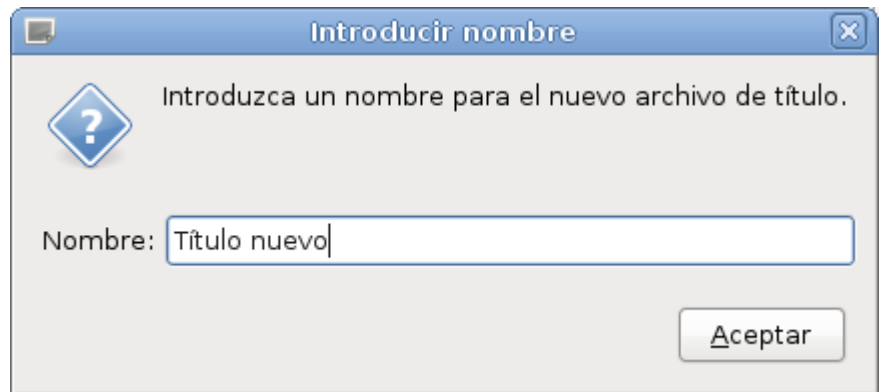 Introducir nombre
Introduzca un nombre para el nuevo archivo de título.
?
Nombre: Título nuevo
Aceptar